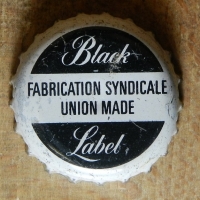 Black
FABRICATION SYNDICALE
UNION MADE
Label